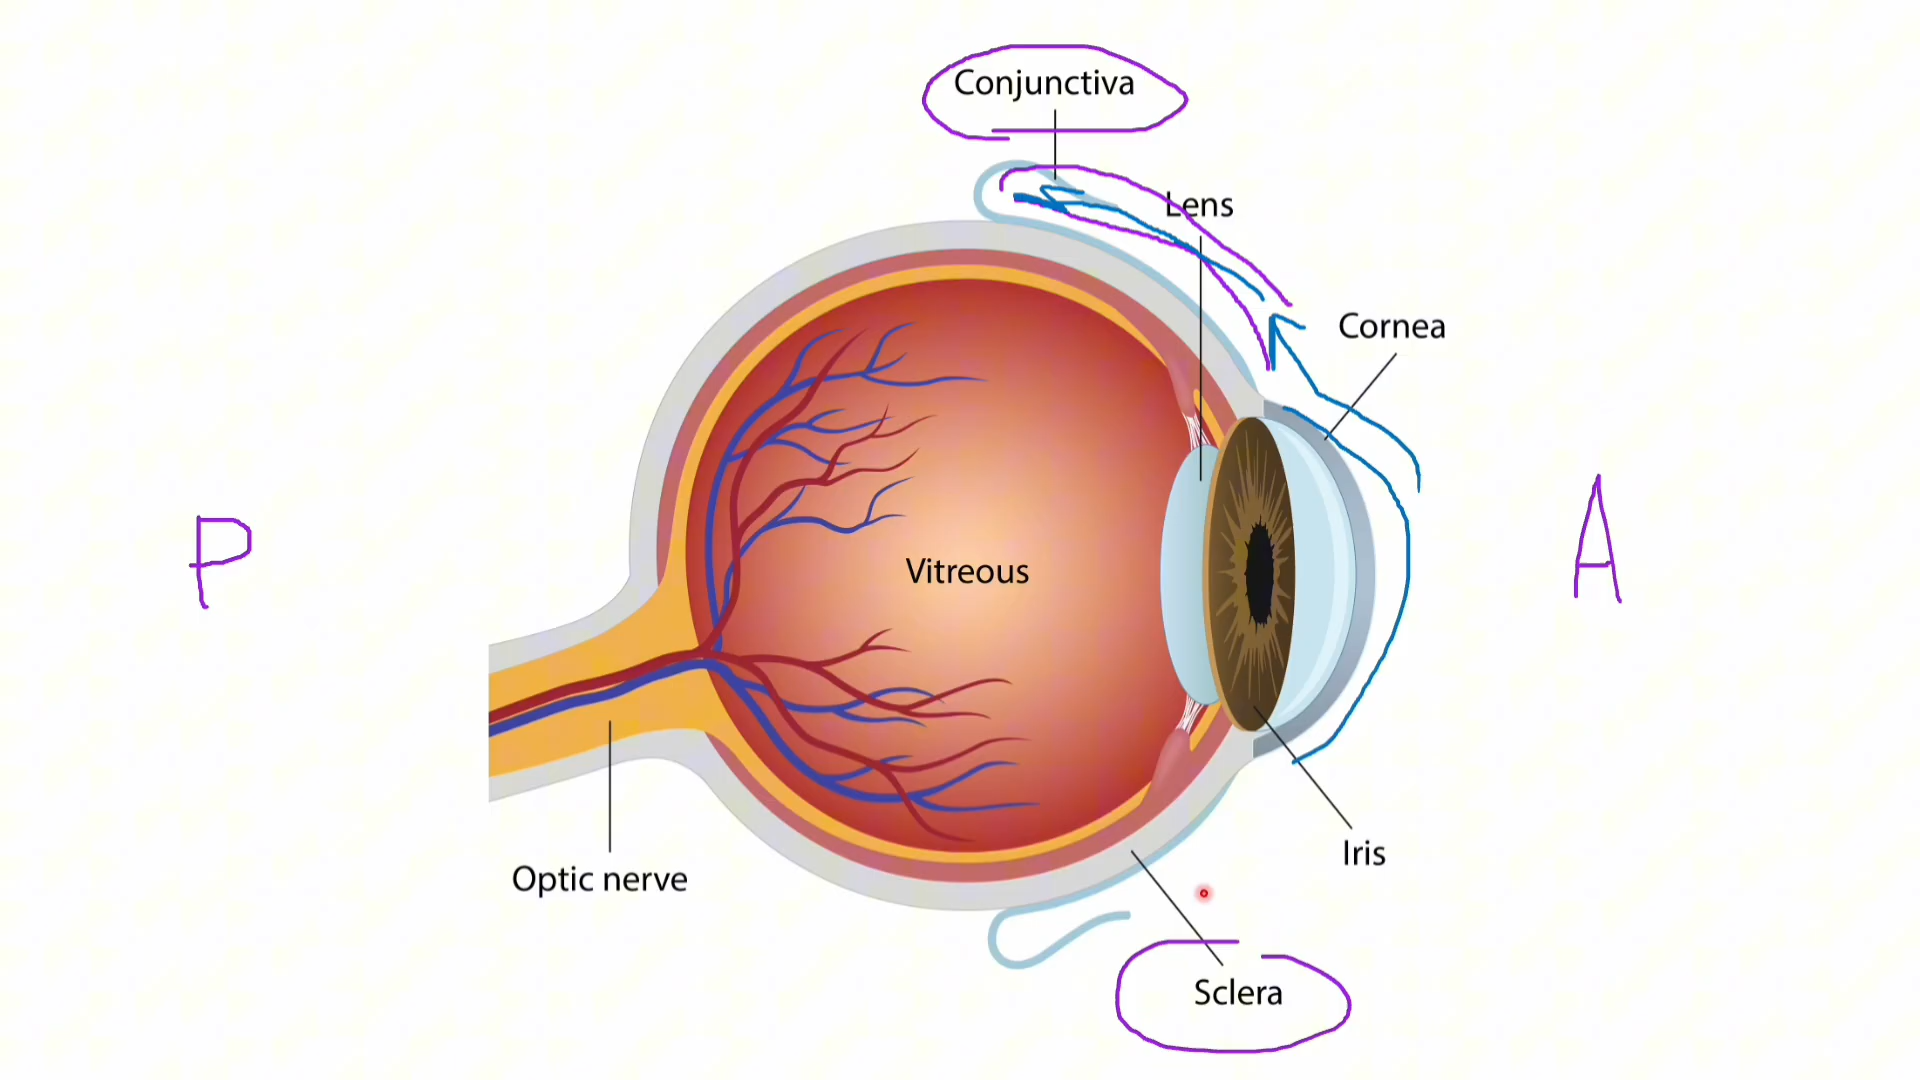 Conjunctiva
Lens
Cornea
P
Vitreous
A
Iris
Optic nerve
Sclera